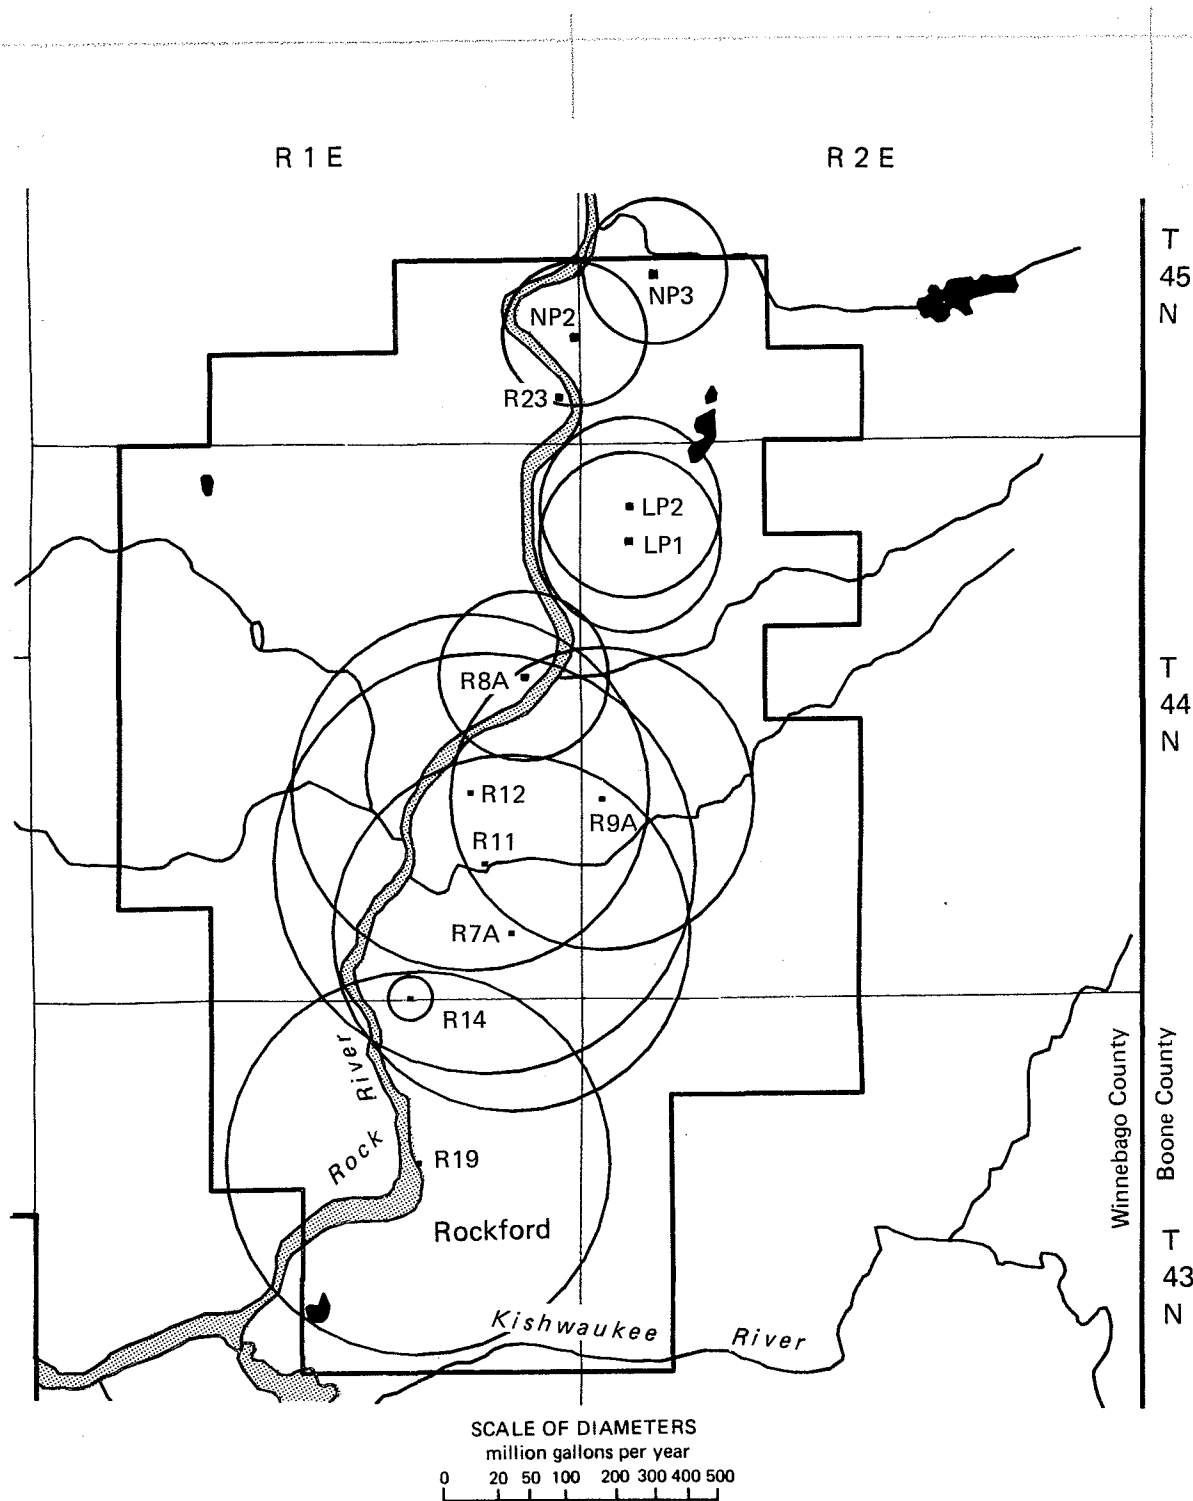 R 1 E
R 2 E
T
45
N
NP3
NP2
R23
LP2
LP1
T
44
N
R8A
R12
R9A
R11
R7A
R14
Rock River
R19
Rockford
Winnebago County
Boone County
T
43
N
Kishwaukee River
SCALE OF DIAMETERS
million gallons per year
0 20 50 100 200 300 400 500